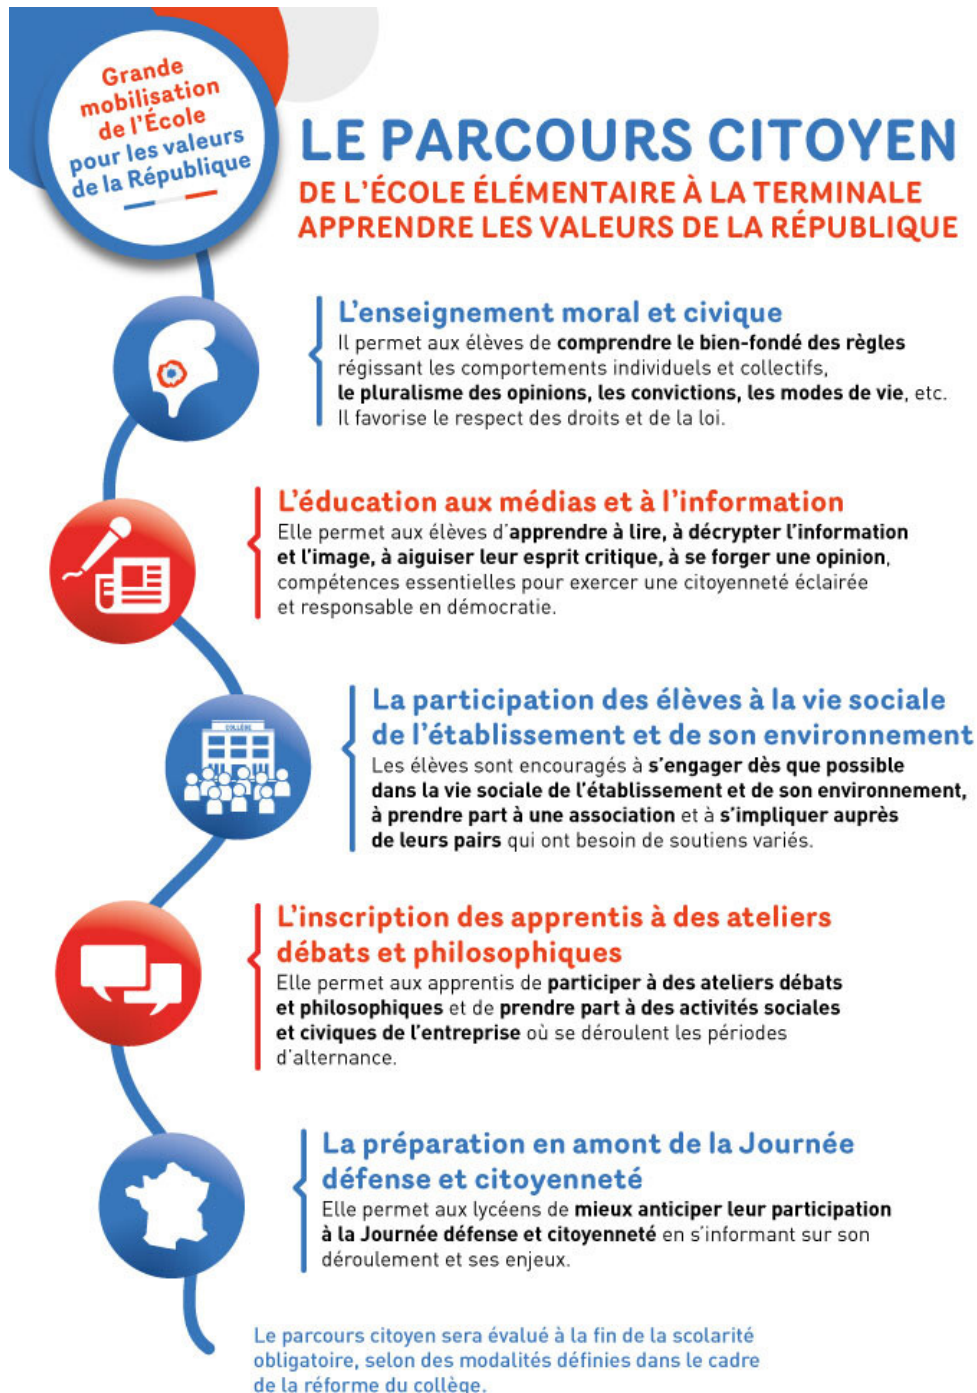 Grande
mobilisation
de l'École
pour les valeurs
de la République
LE PARCOURS CITOYEN
DE L'ÉCOLE ÉLÉMENTAIRE À LA TERMINALE
APPRENDRE LES VALEURS DE LA RÉPUBLIQUE
L'enseignement moral et civique
Il permet aux élèves de comprendre le bien-fondé des règles
régissant les comportements individuels et collectifs,
le pluralisme des opinions, les convictions, les modes de vie, etc.
Il favorise le respect des droits et de la loi.
L'éducation aux médias et à l'information
Elle permet aux élèves d'apprendre à lire, à décrypter l'information
et l'image, à aiguiser leur esprit critique, à se forger une opinion,
compétences essentielles pour exercer une citoyenneté éclairée
et responsable en démocratie.
COLLÈGE
La participation des élèves à la vie sociale
de l'établissement et de son environnement
Les élèves sont encouragés à s'engager dès que possible
dans la vie sociale de l'établissement et de son environnement,
à prendre part à une association et à s'impliquer auprès
de leurs pairs qui ont besoin de soutiens variés.
L'inscription des apprentis à des ateliers
débats et philosophiques
Elle permet aux apprentis de participer à des ateliers débats
et philosophiques et de prendre part à des activités sociales
et civiques de l'entreprise où se déroulent les périodes
d'alternance.
La préparation en amont de la Journée
défense et citoyenneté
Elle permet aux lycéens de mieux anticiper leur participation
à la Journée défense et citoyenneté en s'informant sur son
déroulement et ses enjeux.
Le parcours citoyen sera évalué à la fin de la scolarité
obligatoire, selon des modalités définies dans le cadre
de la réforme du collège.